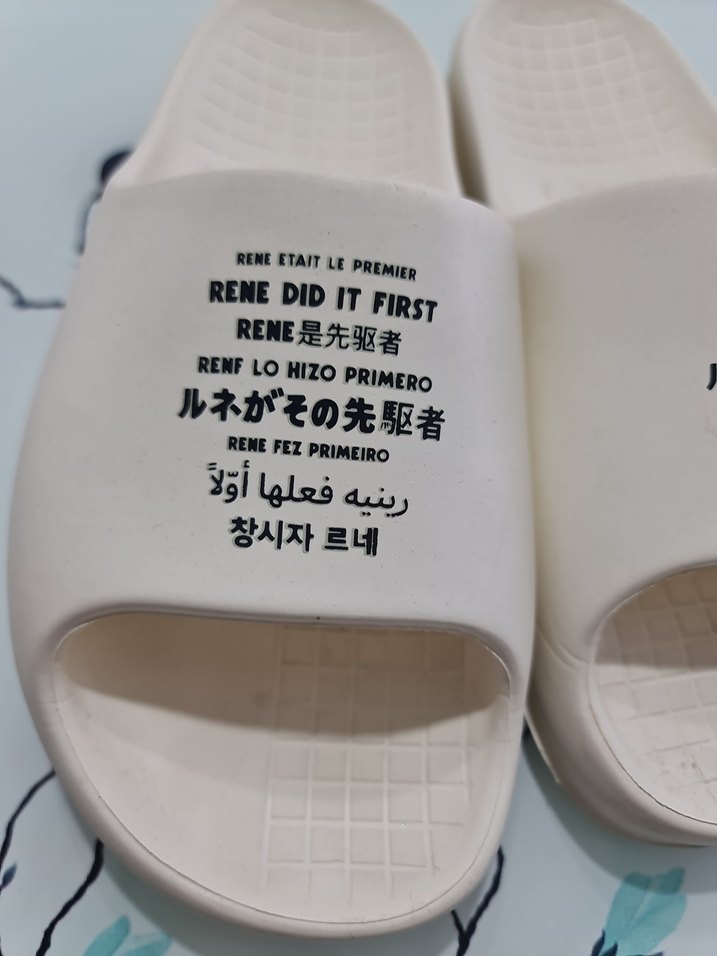 RENE ETAIT LE PREMIER
RENE DID IT FIRST
RENE是先驱者
RENF LO HIZO PRIMERO
ルネがその先駆者
RENE FEZ PRIMEIRO
رينيه فعلها أوّلاً
창시자 르네